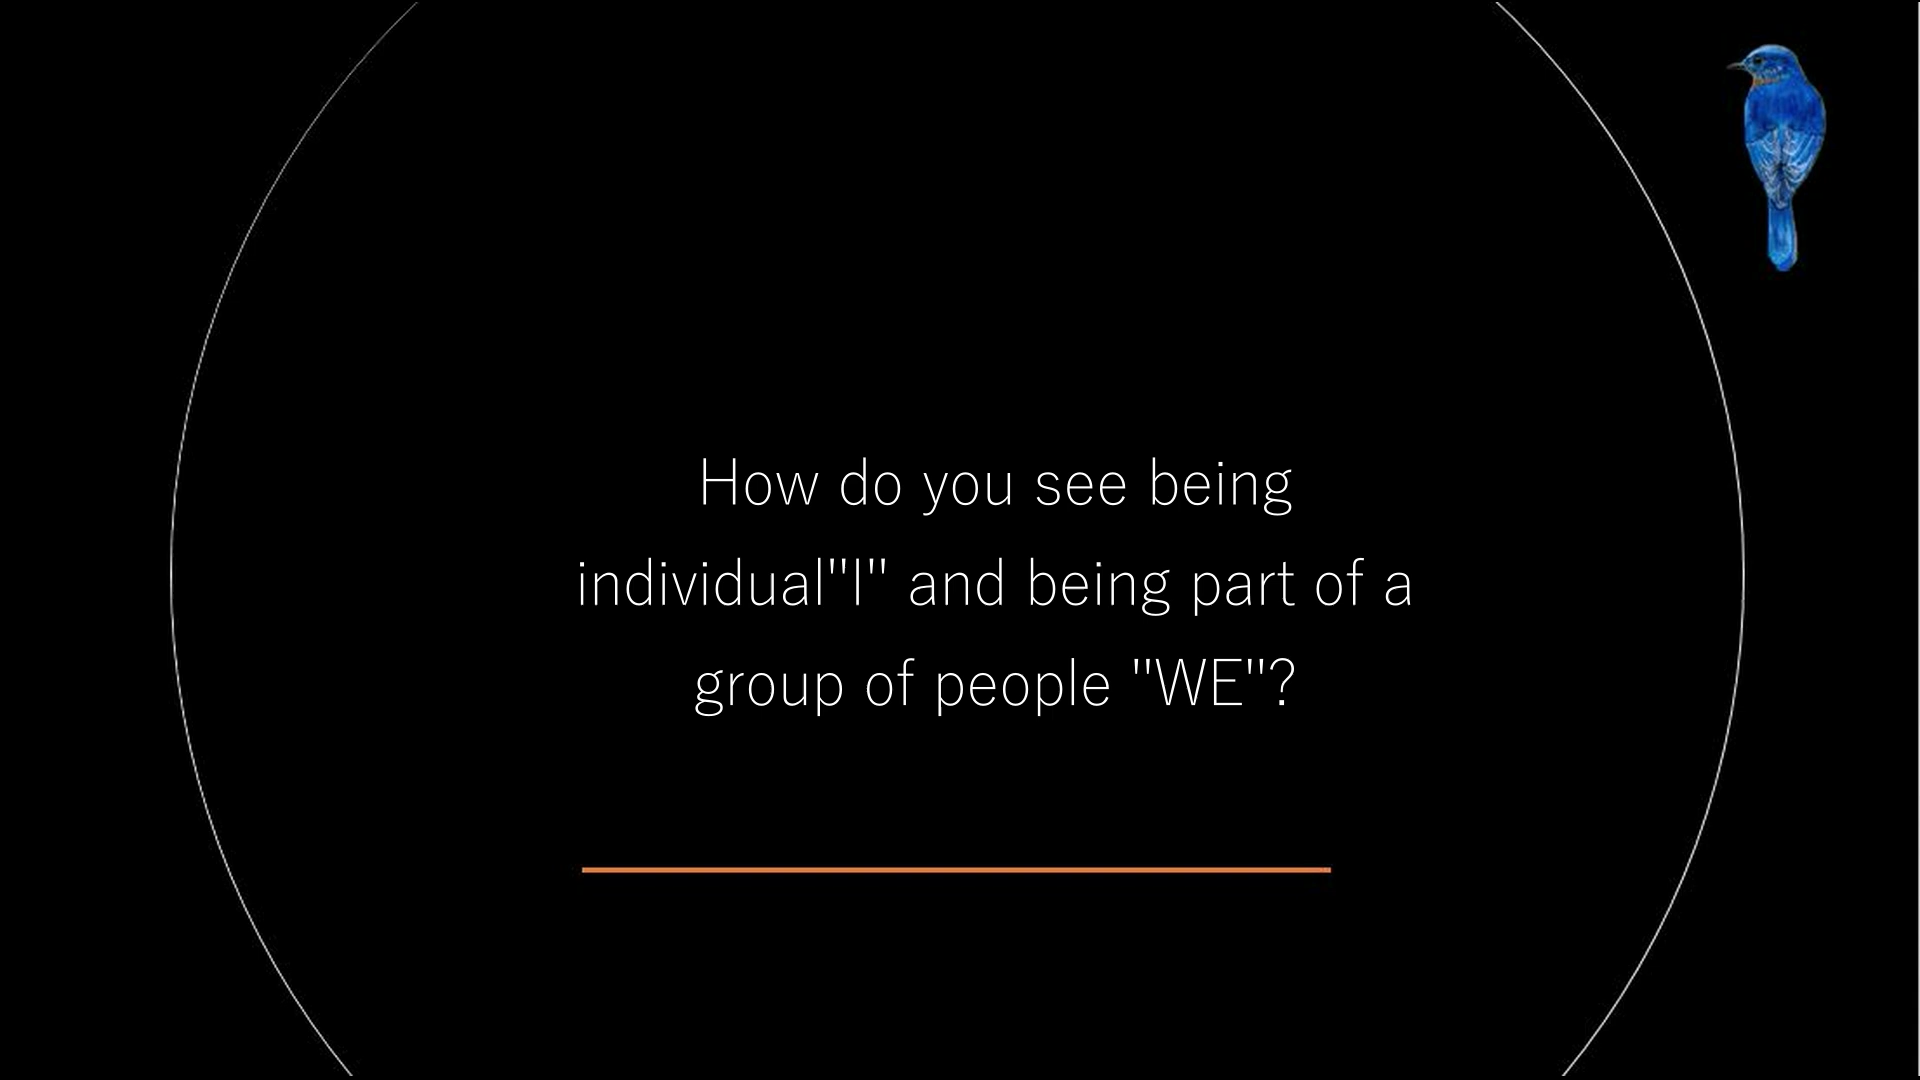 How do you see being
individual"I" and being part of a
group of people "WE"?